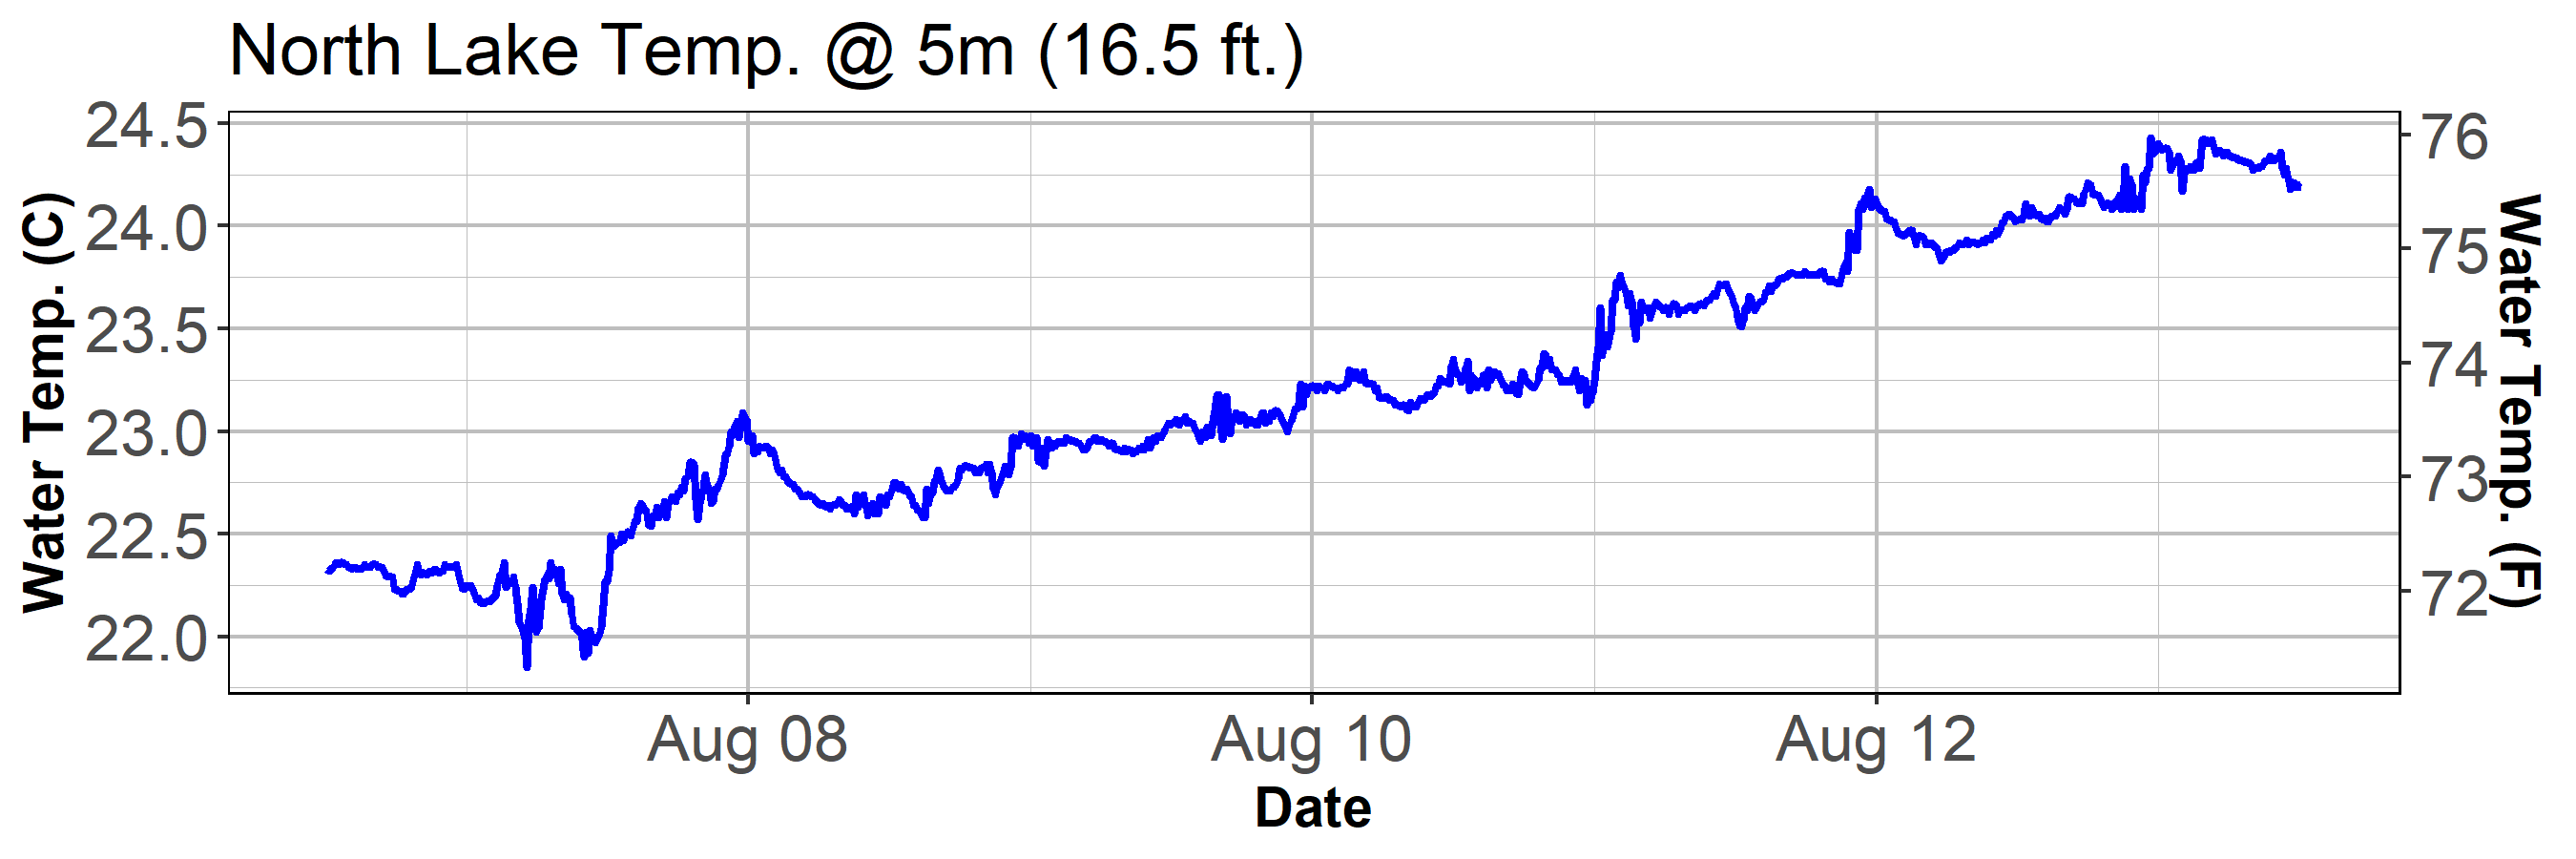 North Lake Temp. @ 5m (16.5 ft.)
24.5
24.0
23.5
23.0
22.5
22.0
Water Temp. (C)
76
75
74
73
72
Water Temp. (F)
Aug 08
Aug 10
Aug 12
Date